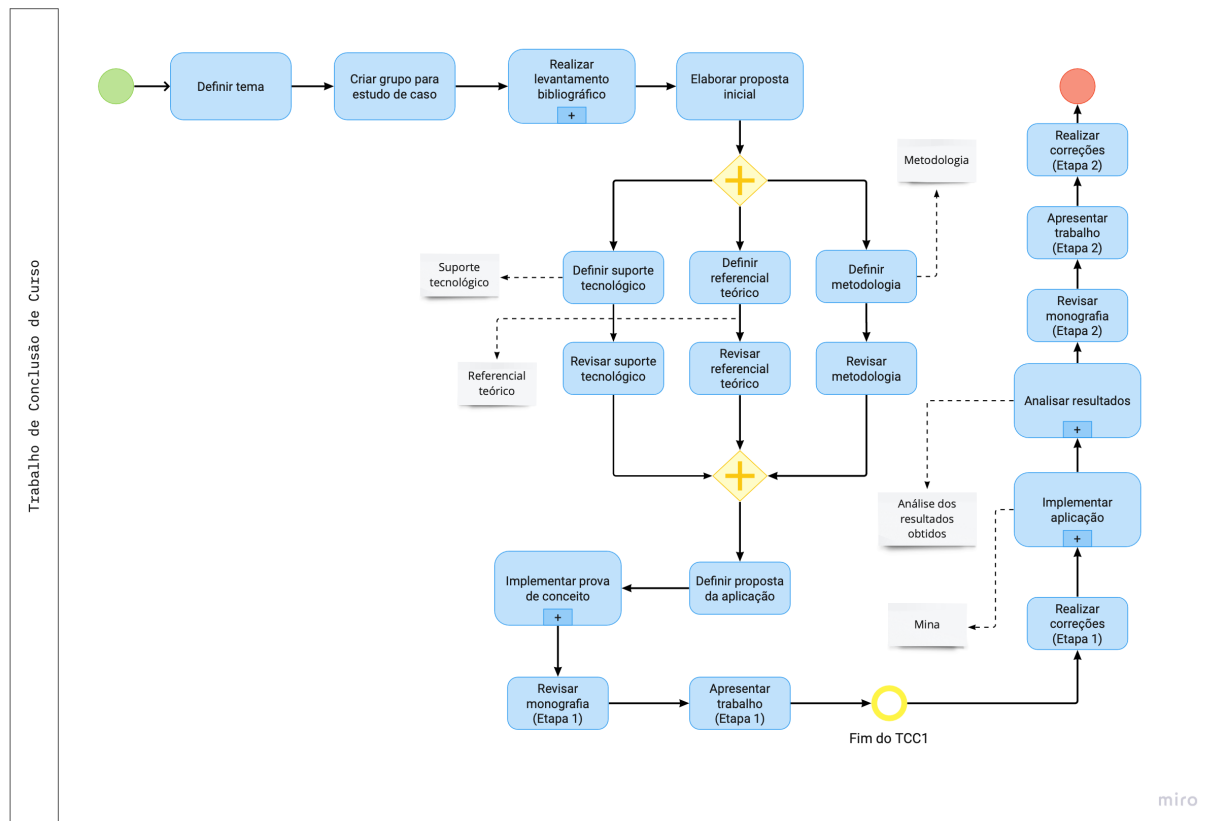 Trabalho de Conclusão de Curso
Definir tema
Criar grupo para
estudo de caso
Realizar
levantamento
bibliográfico
+
Elaborar proposta
inicial
Metodologia
Suporte
tecnológico
Definir suporte
tecnológico
Definir
referencial
teórico
Definir
metodologia
Referencial
teórico
Revisar suporte
tecnológico
Revisar
referencial
teórico
Revisar
metodologia
Definir proposta
da aplicação
Implementar prova
de conceito
+
Revisar
monografia
(Etapa 1)
Apresentar
trabalho
(Etapa 1)
Fim do TCC1
Realizar
correções
(Etapa 1)
Mina
Implementar
aplicação
+
Análise dos
resultados
obtidos
Analisar resultados
+
Revisar
monografia
(Etapa 2)
Apresentar
trabalho
(Etapa 2)
Realizar
correções
(Etapa 2)
miro